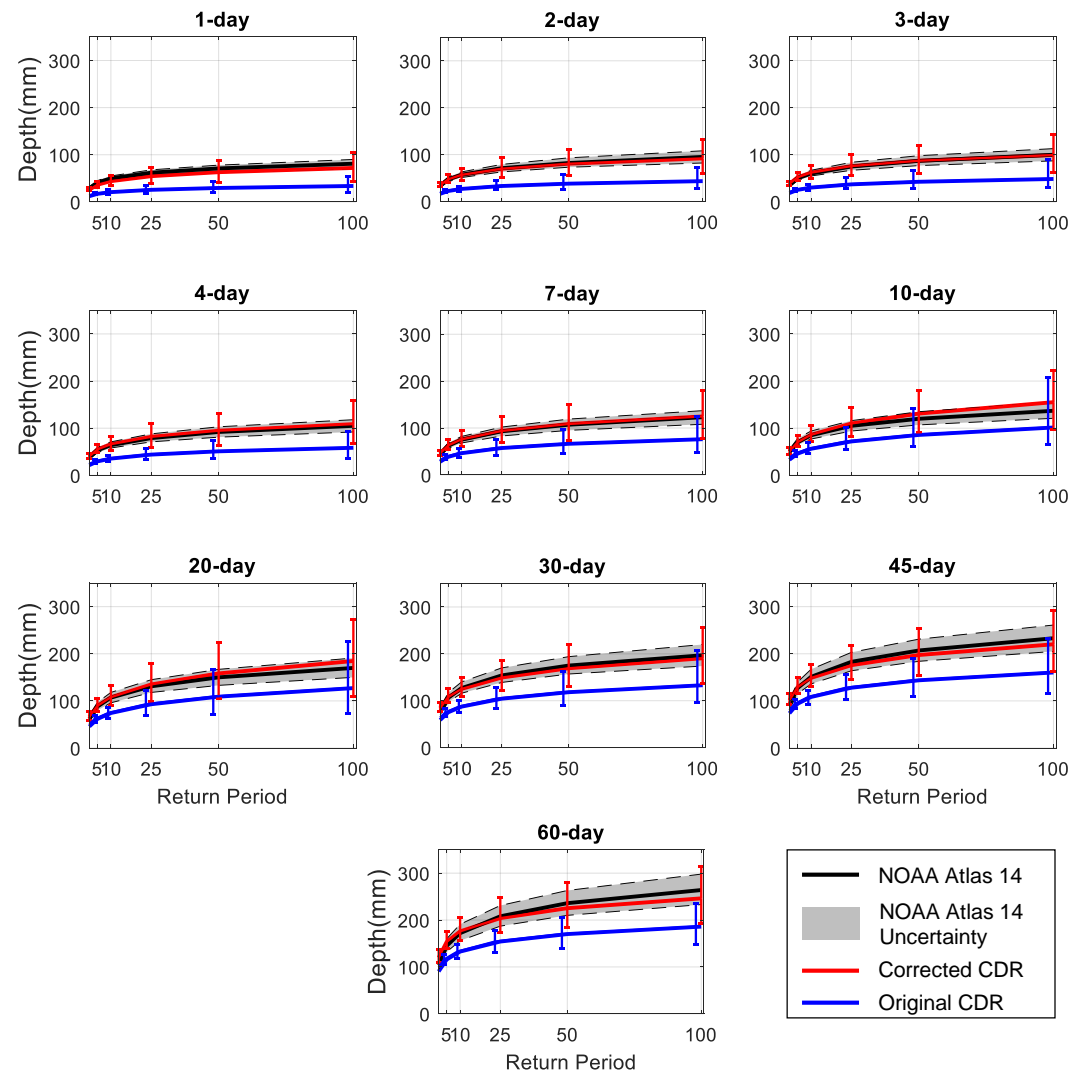 1-day 2-day 3-day
Depth(mm)
300 300 300
200 200 200
100 100 100
0 0 0
5 10 25 50 100 5 10 25 50 100 5 10 25 50 100
4-day 7-day 10-day
Depth(mm)
300 300 300
200 200 200
100 100 100
0 0 0
5 10 25 50 100 5 10 25 50 100 5 10 25 50 100
20-day 30-day 45-day
Depth(mm)
300 300 300
200 200 200
100 100 100
0 0 0
5 10 25 50 100 5 10 25 50 100 5 10 25 50 100
Return Period Return Period
60-day
Depth(mm)
300
200
100
0
5 10 25 50 100
Return Period
NOAA Atlas 14
NOAA Atlas 14
Uncertainty
Corrected CDR
Original CDR